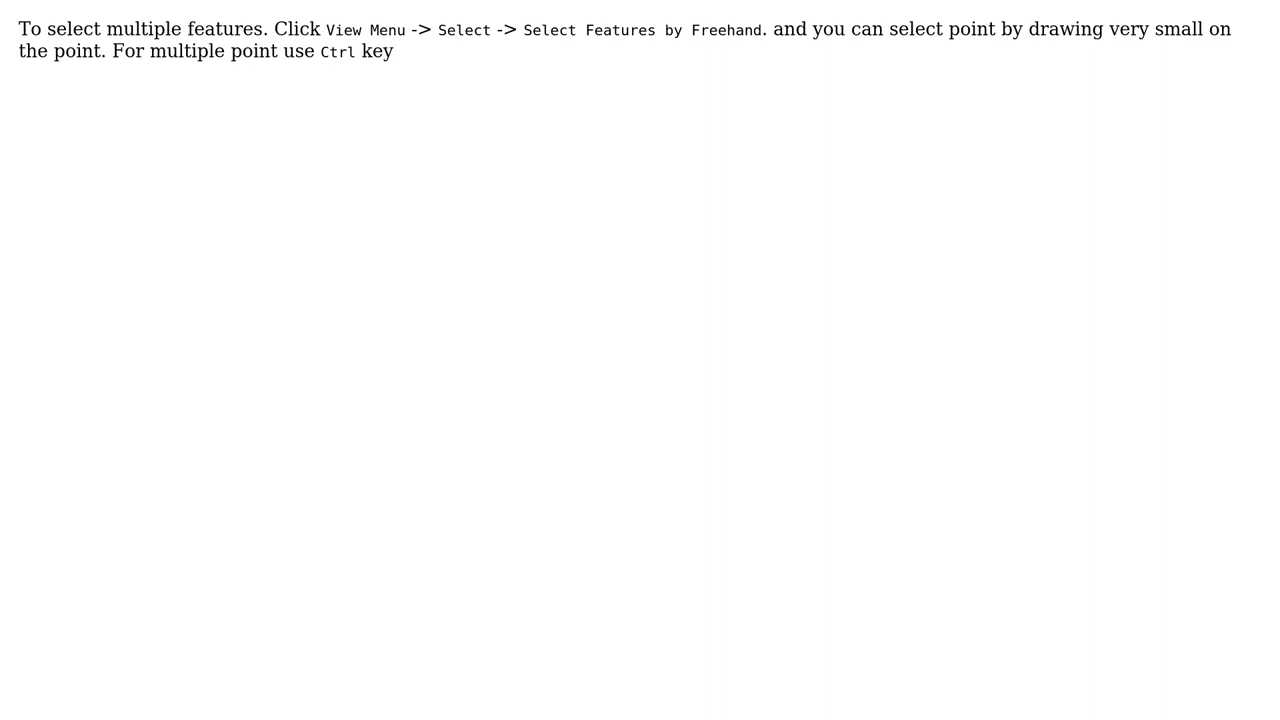 To select multiple features. Click View Menu -> Select -> Select Features by Freehand. and you can select point by drawing very small on
the point. For multiple point use Ctrl key